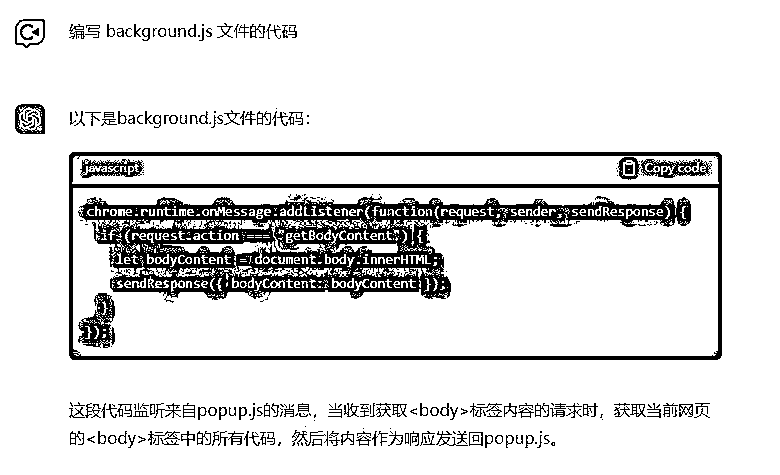 编写 background.js 文件的代码
以下是background.js文件的代码：
javascript
Copy code
chrome.runtime.onMessage.addListener(function(request, sender, sendResponse) {
if (request.action === "getBodyContent") {
let bodyContent = document.body.innerHTML;
sendResponse({ bodyContent: bodyContent });
}
});
这段代码监听来自popup.js的消息，当收到获取<body>标签内容的请求时，获取当前网页
的<body>标签中的所有代码，然后将内容作为响应发送回popup.js。